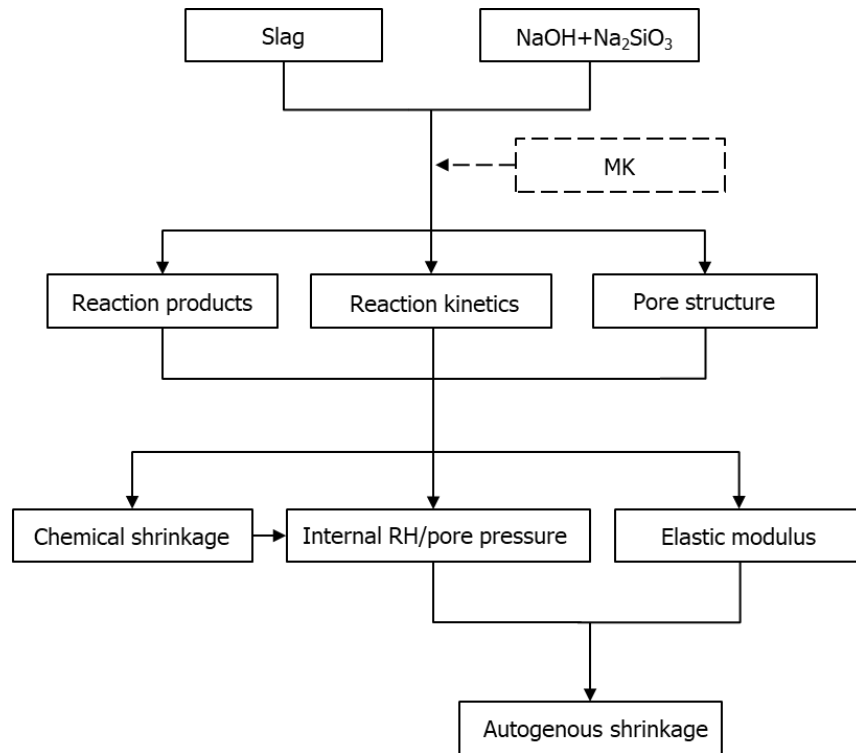 Slag
NaOH+Na₂SiO₃
MK
Reaction products
Reaction kinetics
Pore structure
Chemical shrinkage
Internal RH/pore pressure
Elastic modulus
Autogenous shrinkage